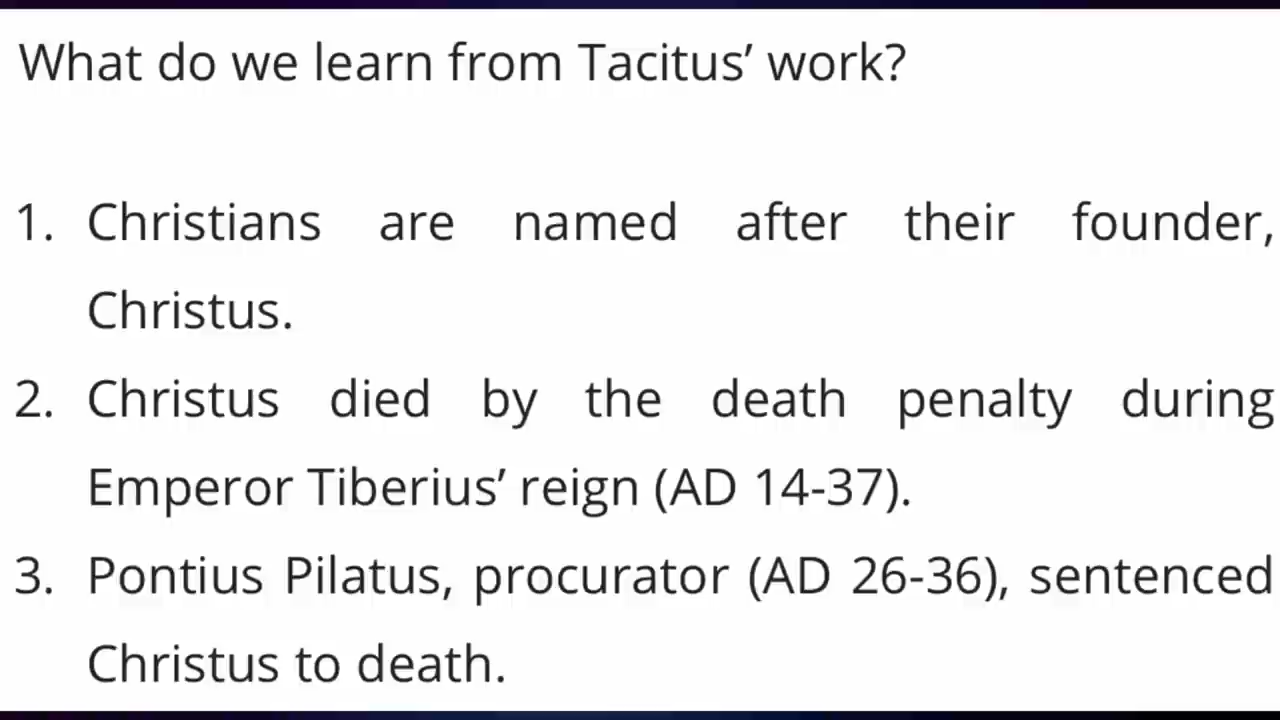 What do we learn from Tacitus’ work?
1. Christians are named after their founder,
Christus.
2. Christus died by the death penalty during
Emperor Tiberius’ reign (AD 14-37).
3. Pontius Pilatus, procurator (AD 26-36), sentenced
Christus to death.